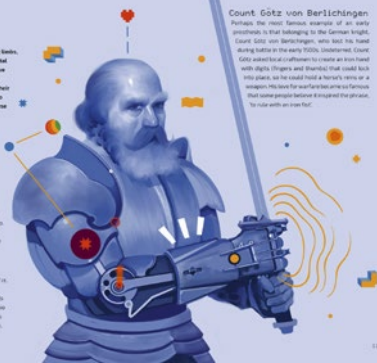 Count Götz von Berlichingen
Perhaps the most famous example of an early
prosthesis is that belonging to the German knight,
Count Götz von Berlichingen, who lost his hand
during battle in the early 1500s. Undeterred, Count
Götz asked local craftsmen to create an iron hand
with digits (fingers and thumbs) that could lock
into place, so he could hold a horse's reins or a
weapon. His love for warfare became so famous
that some people believe it inspired the phrase,
'to rule with an iron fist'.